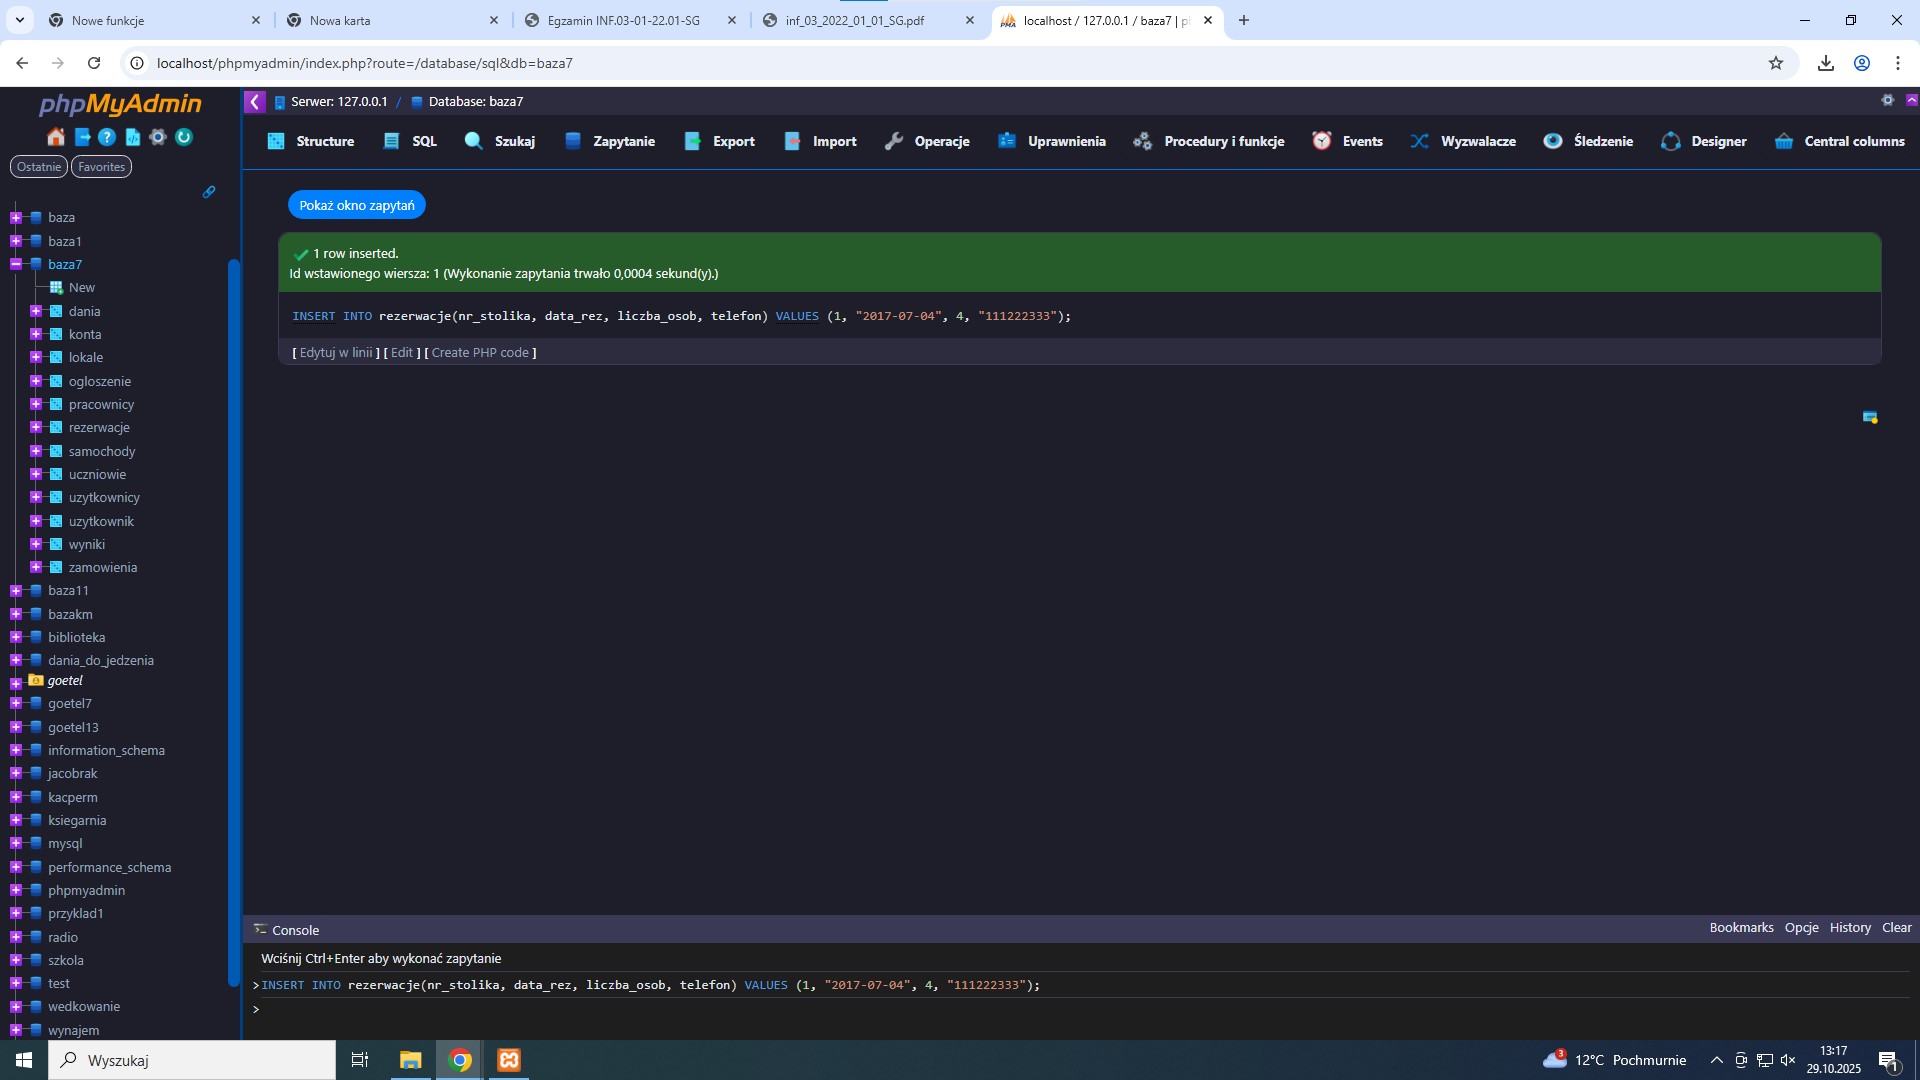 Nowe funkcje
Nowa karta
Egzamin INF.03-01-22.01-SG
inf_03_2022_01_01_SG.pdf
localhost / 127.0.0.1 / baza7 | p
localhost/phpmyadmin/index.php?route=/database/sql&db=baza7
phpMyAdmin
Ostatnie
Favorites
baza
baza1
baza7
New
dania
konta
lokale
ogloszenie
pracownicy
rezerwacje
samochody
uczniowie
uzytkownicy
uzytkownik
wyniki
zamowienia
baza11
bazakm
biblioteka
dania_do_jedzenia
goetel
goetel7
goetel13
information_schema
jacobrak
kacperm
ksiegarnia
mysql
performance_schema
phpmyadmin
przyklad1
radio
szkola
test
wedkowanie
wynajem
Serwer: 127.0.0.1 / Database: baza7
Structure SQL Szukaj Zapytanie Export Import Operacje Uprawnienia Procedury i funkcje Events Wyzwalacze Śledzenie Designer Central columns
Pokaż okno zapytań
1 row inserted.
Id wstawionego wiersza: 1 (Wykonanie zapytania trwało 0,0004 sekund(y).)
INSERT INTO rezerwacje(nr_stolika, data_rez, liczba_osob, telefon) VALUES (1, "2017-07-04", 4, "111222333");
[ Edytuj w linii ] [ Edit ] [ Create PHP code ]
Console
Bookmarks Opcje History Clear
Wciśnij Ctrl+Enter aby wykonać zapytanie
>INSERT INTO rezerwacje(nr_stolika, data_rez, liczba_osob, telefon) VALUES (1, "2017-07-04", 4, "111222333");
>
Wyszukaj
3
12°C Pochmurnie
13:17
29.10.2025
1